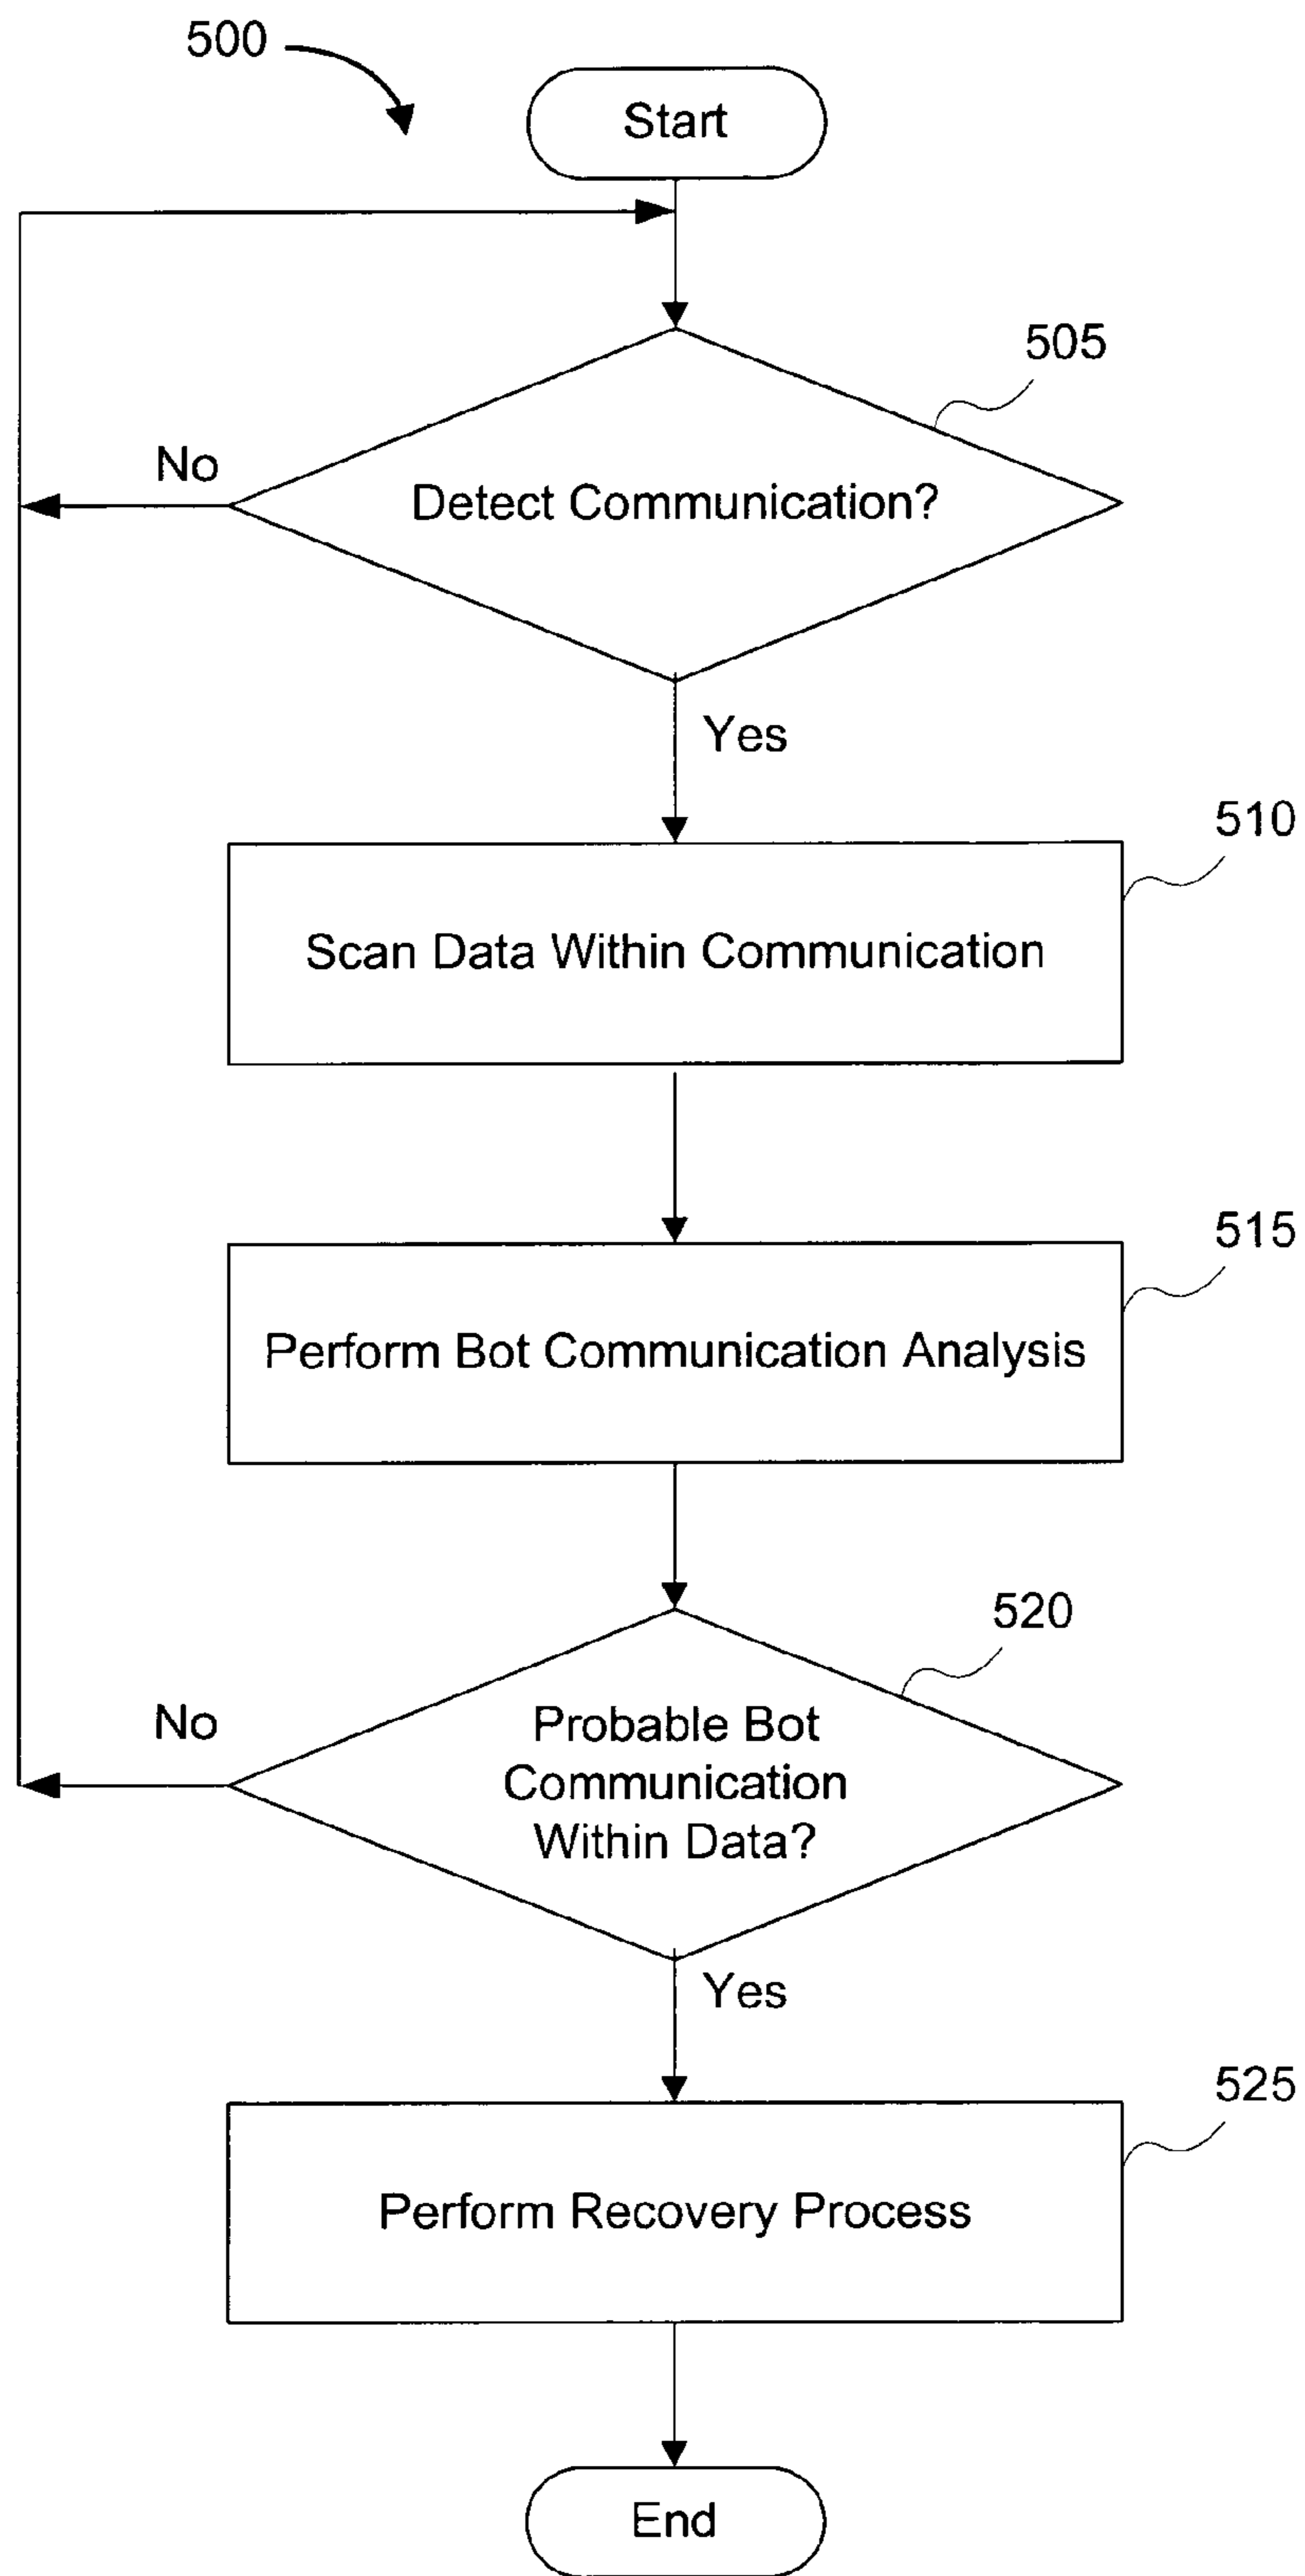 500
Start
505
No
Detect Communication?
Yes
510
Scan Data Within Communication
515
Perform Bot Communication Analysis
520
No
Probable Bot
Communication
Within Data?
Yes
525
Perform Recovery Process
End